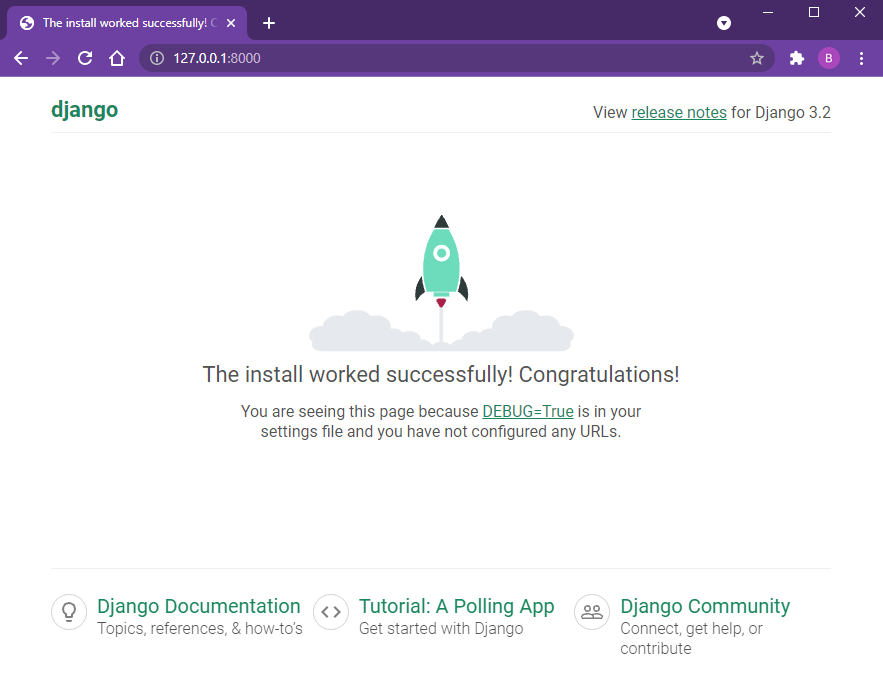 The install worked successfully! C
127.0.0.1:8000
B
django
View release notes for Django 3.2
The install worked successfully! Congratulations!
You are seeing this page because DEBUG=True is in your
settings file and you have not configured any URLs.
Django Documentation
Topics, references, & how-to’s
Tutorial: A Polling App
Get started with Django
Django Community
Connect, get help, or
contribute